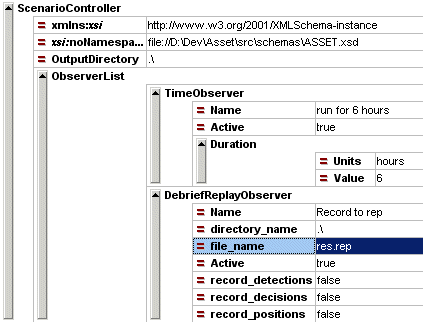 ScenarioController
= xmlns:xsi http://www.w3.org/2001/XMLSchema-instance
= xsi:noNamespa... file://D:\Dev\Asset\src\schemas\ASSET.xsd
= OutputDirectory .\
ObserverList
TimeObserver
= Name run for 6 hours
= Active true
Duration
= Units hours
= Value 6
DebriefReplayObserver
= Name Record to rep
= directory_name .\
= file_name res.rep
= Active true
= record_detections false
= record_decisions false
= record_positions false